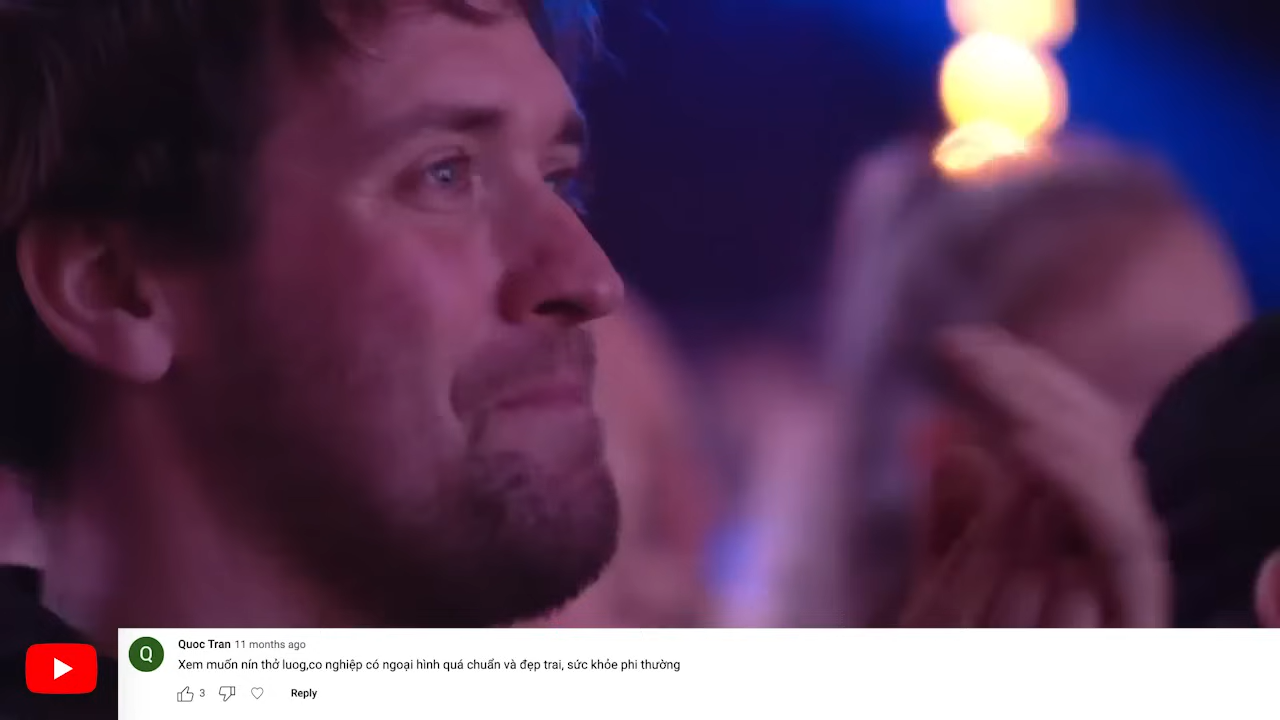 Quoc Tran 11 months ago
Xem muốn nín thở luog,co nghiệp có ngoại hình quá chuẩn và đẹp trai, sức khỏe phi thường
3 Reply